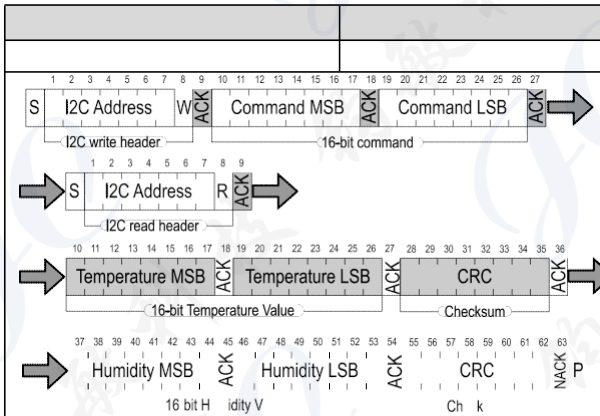 1 2 3 4 5 6 7 8 9 10 11 12 13 14 15 16 17 18 19 20 21 22 23 24 25 26 27
S I2C Address W ACK Command MSB ACK Command LSB ACK
I2C write header 16-bit command
1 2 3 4 5 6 7 8 9
S I2C Address R ACK
I2C read header
10 11 12 13 14 15 16 17 18 19 20 21 22 23 24 25 26 27 28 29 30 31 32 33 34 35 36
Temperature MSB ACK Temperature LSB ACK CRC ACK
16-bit Temperature Value Checksum
37 38 39 40 41 42 43 44 45 46 47 48 49 50 51 52 53 54 55 56 57 58 59 60 61 62 63
Humidity MSB ACK Humidity LSB ACK CRC NACK P
16 bit H idity V Ch k